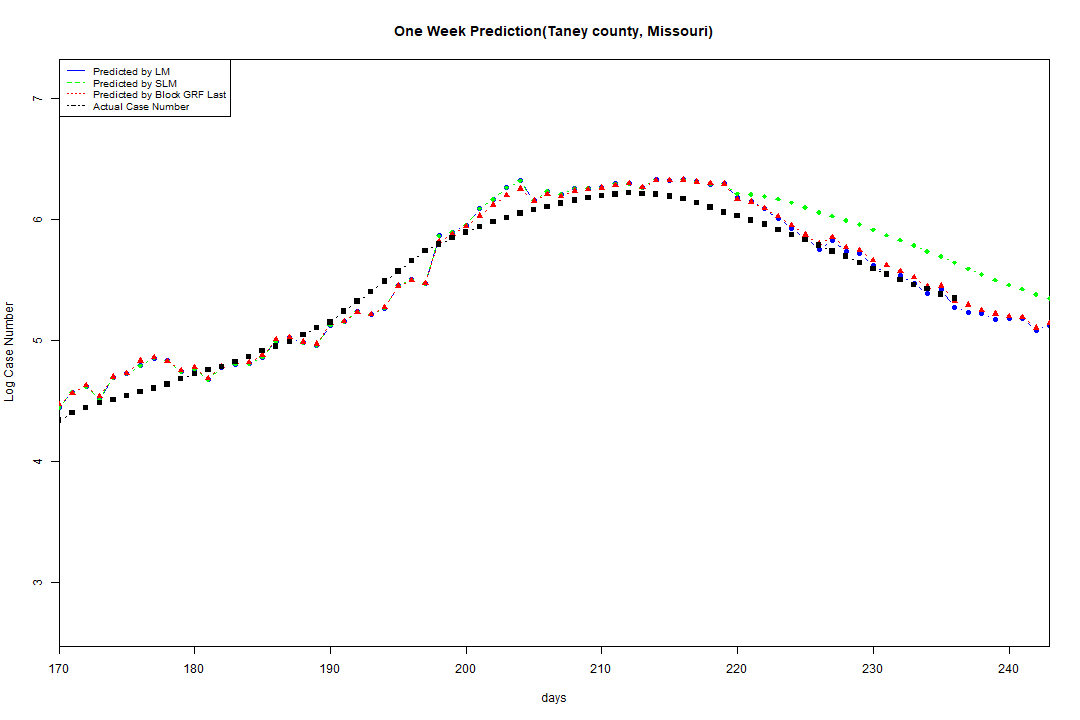 One Week Prediction(Taney county, Missouri)
Predicted by LM
Predicted by SLM
Predicted by Block GRF Last
Actual Case Number
7
6
5
4
3
Log Case Number
170 180 190 200 210 220 230 240
days